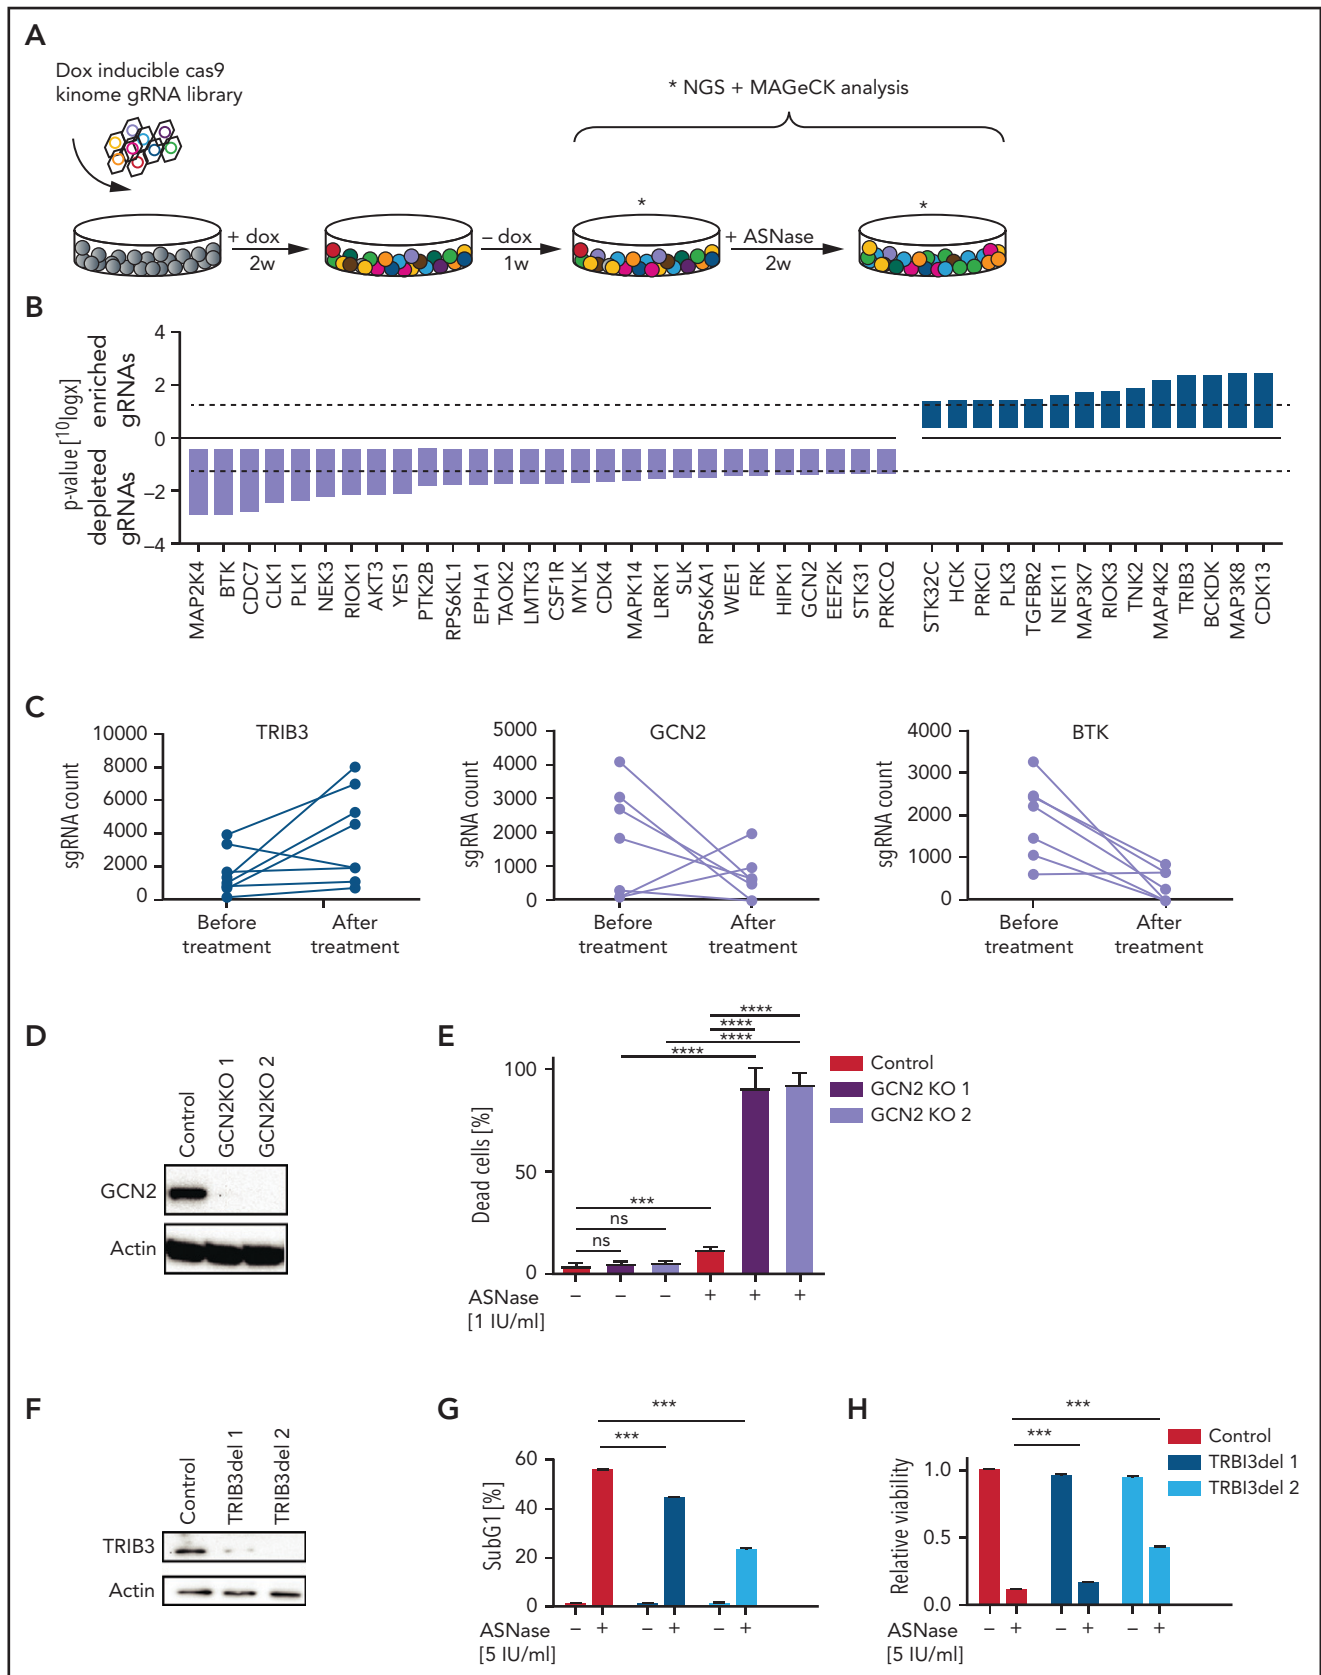 A
Dox inducible cas9
kinome gRNA library
* NGS + MAGeCK analysis
+ dox
2w
– dox
1w
*
+ ASNase
2w
*
B
p-value [10logx]
depleted enriched
gRNAs gRNAs
4
2
0
–2
–4
MAP2K4
BTK
CDC7
CLK1
PLK1
NEK3
RIOK1
AKT3
YES1
PTK2B
RPS6KL1
EPHA1
TAOK2
LMTK3
CSF1R
MYLK
CDK4
MAPK14
LRRK1
SLK
RPS6KA1
WEE1
FRK
HIPK1
GCN2
EEF2K
STK31
PRKCQ
STK32C
HCK
PRKCI
PLK3
TGFBR2
NEK11
MAP3K7
RIOK3
TNIK2
MAP4K2
TRIB3
BCKDK
MAP3K8
CDK13
C
TRIB3
sgRNA count
10000
8000
6000
4000
2000
0
Before
treatment
After
treatment
GCN2
sgRNA count
5000
4000
3000
2000
1000
0
Before
treatment
After
treatment
BTK
sgRNA count
4000
3000
2000
1000
0
Before
treatment
After
treatment
D
Control
GCN2KO 1
GCN2KO 2
GCN2
Actin
E
****
****
****
****
***
ns
ns
Dead cells [%]
100
50
0
ASNase – – – + + +
[1 IU/ml]
Control
GCN2 KO 1
GCN2 KO 2
F
Control
TRIB3del 1
TRIB3del 2
TRIB3
Actin
G
***
***
SubG1 [%]
60
40
20
0
ASNase – + – + – +
[5 IU/ml]
H
***
***
Relative viability
1.0
0.5
0.0
ASNase – + – + – +
[5 IU/ml]
Control
TRBI3del 1
TRBI3del 2